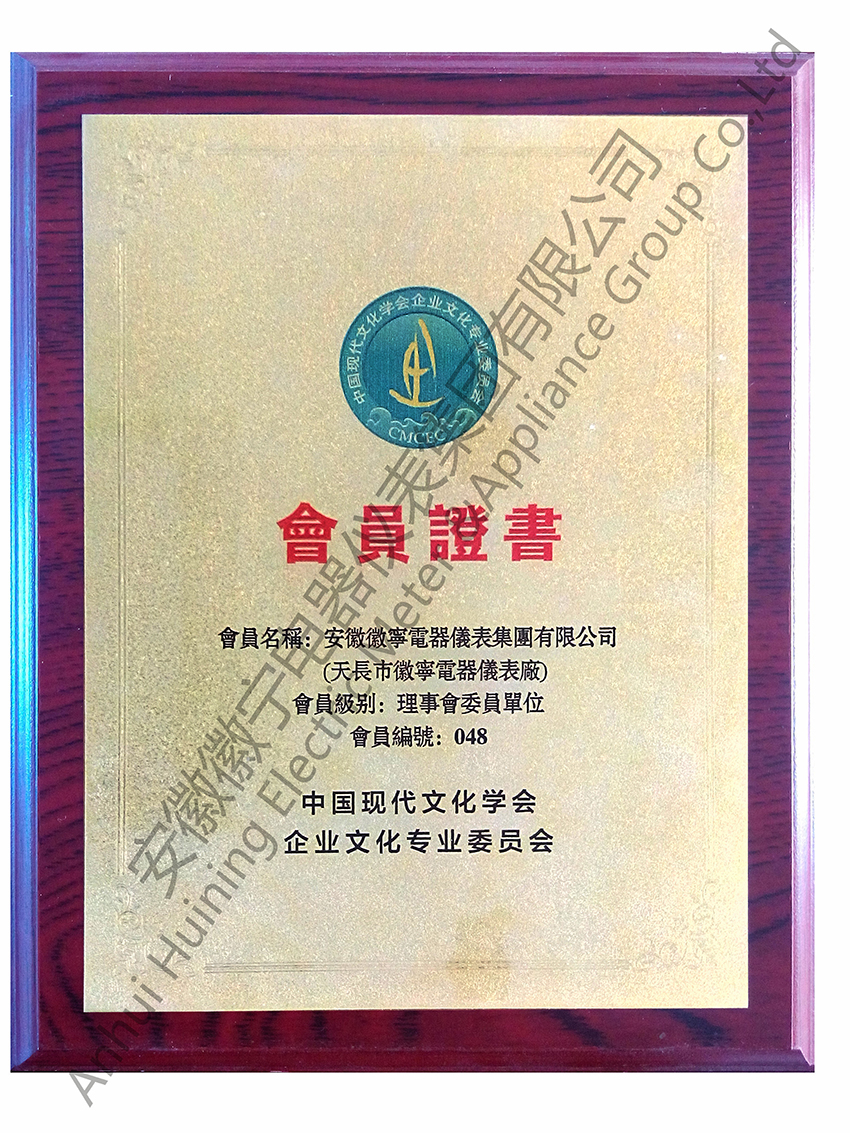 中国现代文化学会企业文化专业委员会
CMCEC
會員證書
會員名稱：安徽徽寧電器儀表集團有限公司
(天長市徽寧電器儀表廠)
會員級别：理事會委員單位
會員編號：048
中国现代文化学会
企业文化专业委员会
安徽徽宁电器仪表集团有限公司
Anhui Huining Electric Meter &Appliance Group Co.,Ltd